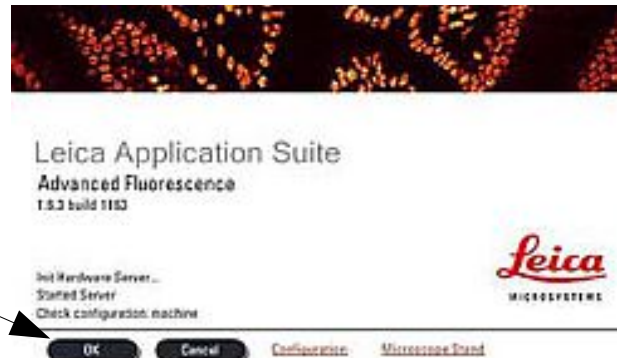 Leica Application Suite
Advanced Fluorescence
1.6.3 build 1163
Leica
MICROSYSTEMS
Init Hardware Server...
Started Server
Check configuration: machine
OK Cancel Configuration Microscope Stand